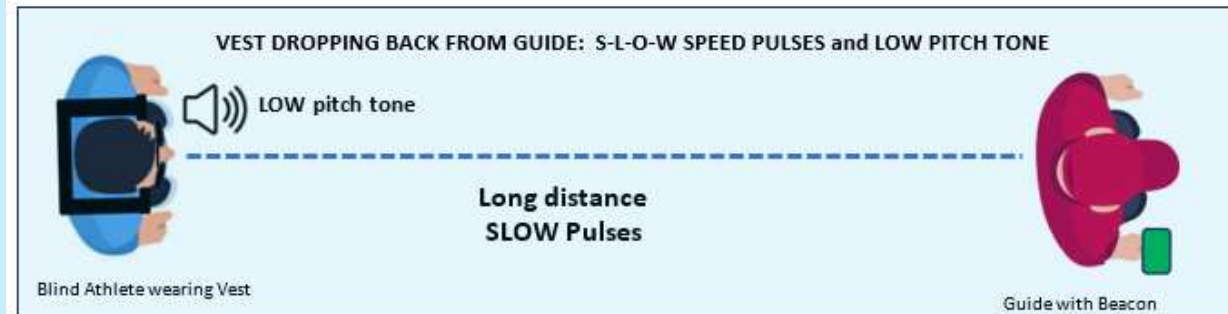 VEST DROPPING BACK FROM GUIDE: S-L-O-W SPEED PULSES and LOW PITCH TONE
LOW pitch tone
Long distance
SLOW Pulses
Blind Athlete wearing Vest
Guide with Beacon